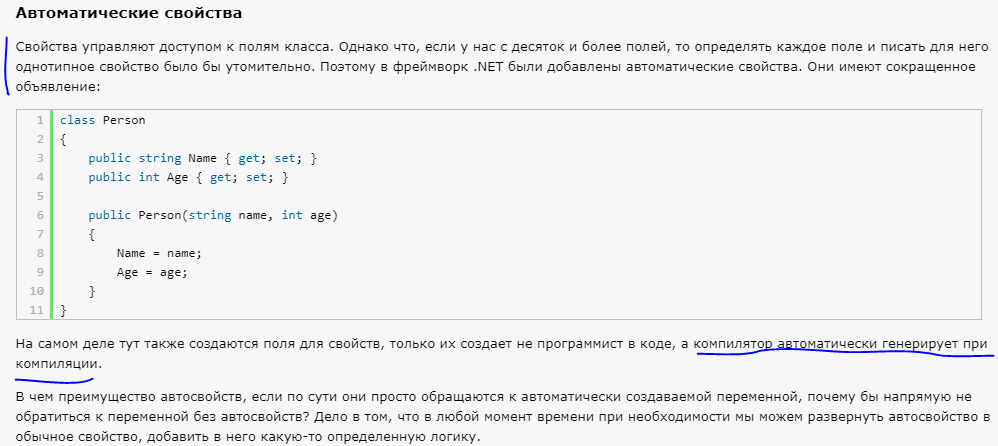 Автоматические свойства
Свойства управляют доступом к полям класса. Однако что, если у нас с десяток и более полей, то определять каждое поле и писать для него
однотипное свойство было бы утомительно. Поэтому в фреймворк .NET были добавлены автоматические свойства. Они имеют сокращенное
объявление:
1 class Person
2 {
3     public string Name { get; set; }
4     public int Age { get; set; }
5
6     public Person(string name, int age)
7     {
8         Name = name;
9         Age = age;
10     }
11 }
На самом деле тут также создаются поля для свойств, только их создает не программист в коде, а компилятор автоматически генерирует при
компиляции.
В чем преимущество автосвойств, если по сути они просто обращаются к автоматически создаваемой переменной, почему бы напрямую не
обратиться к переменной без автосвойств? Дело в том, что в любой момент времени при необходимости мы можем развернуть автосвойство в
обычное свойство, добавить в него какую-то определенную логику.